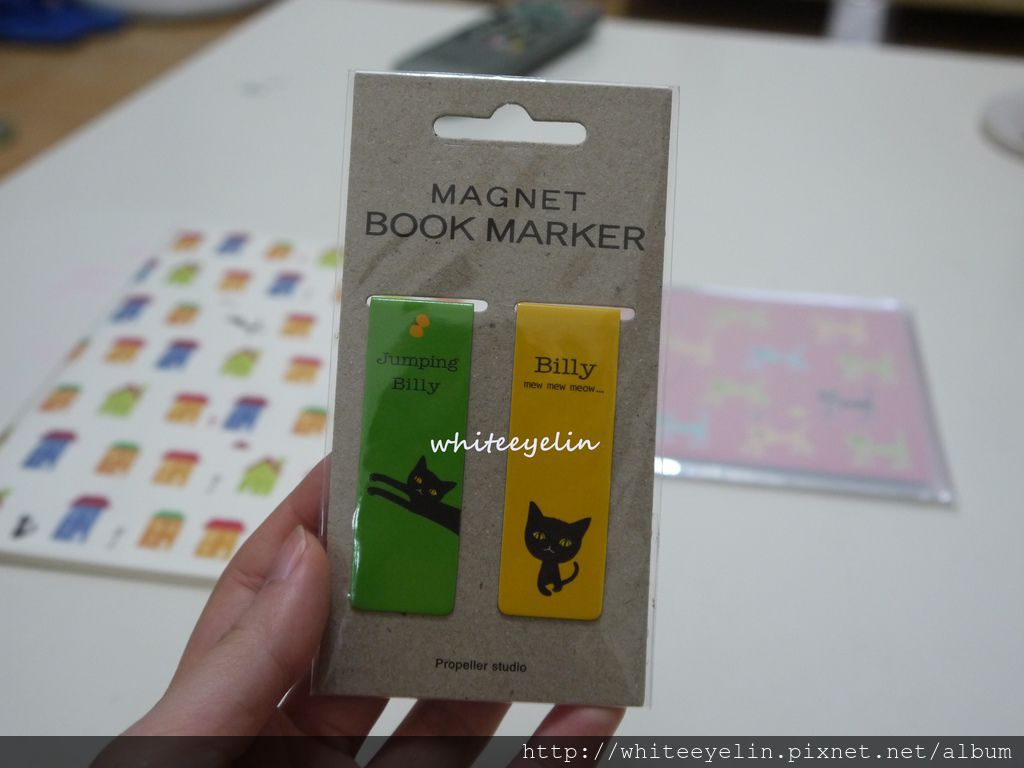 MAGNET
BOOK MARKER
Jumping
Billy
Billy
mew mew meow...
whiteeyelin
Propeller studio
http://whiteeyelin.pixnet.net/album